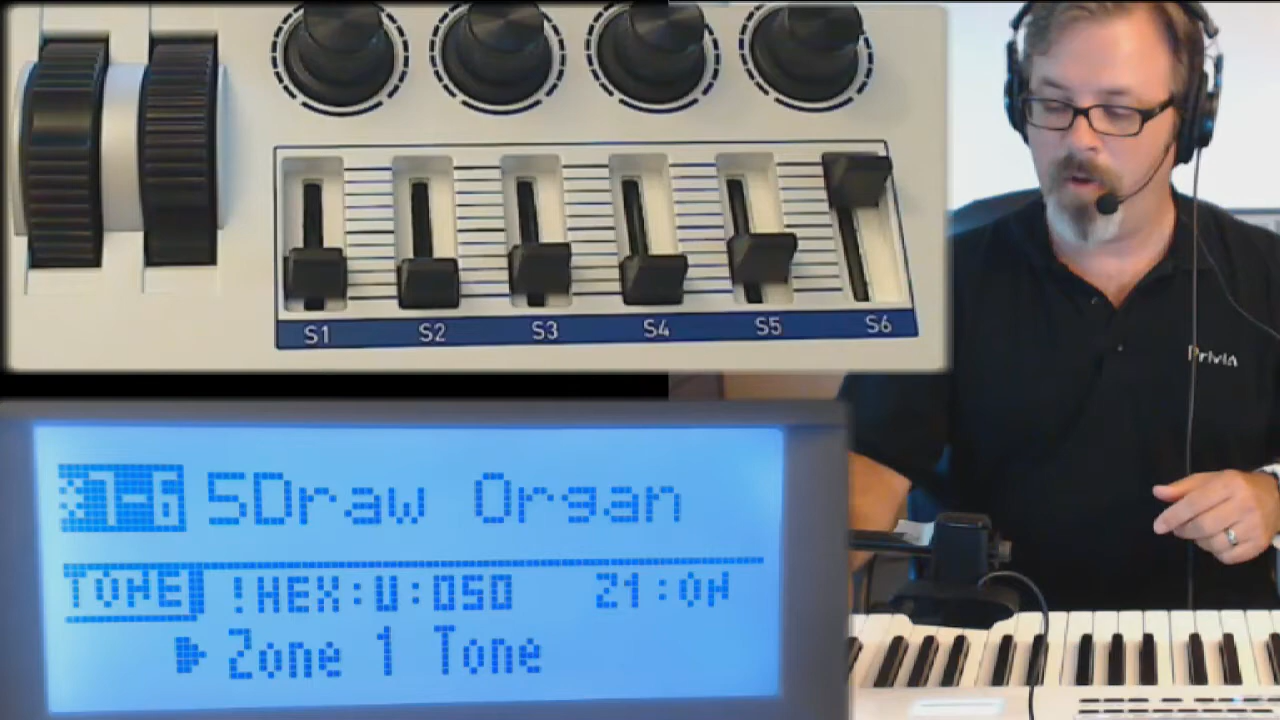 S1 S2 S3 S4 S5 S6
Privia
5Draw Organ
TONE !HEX:U:050 Z1:ON
Zone 1 Tone